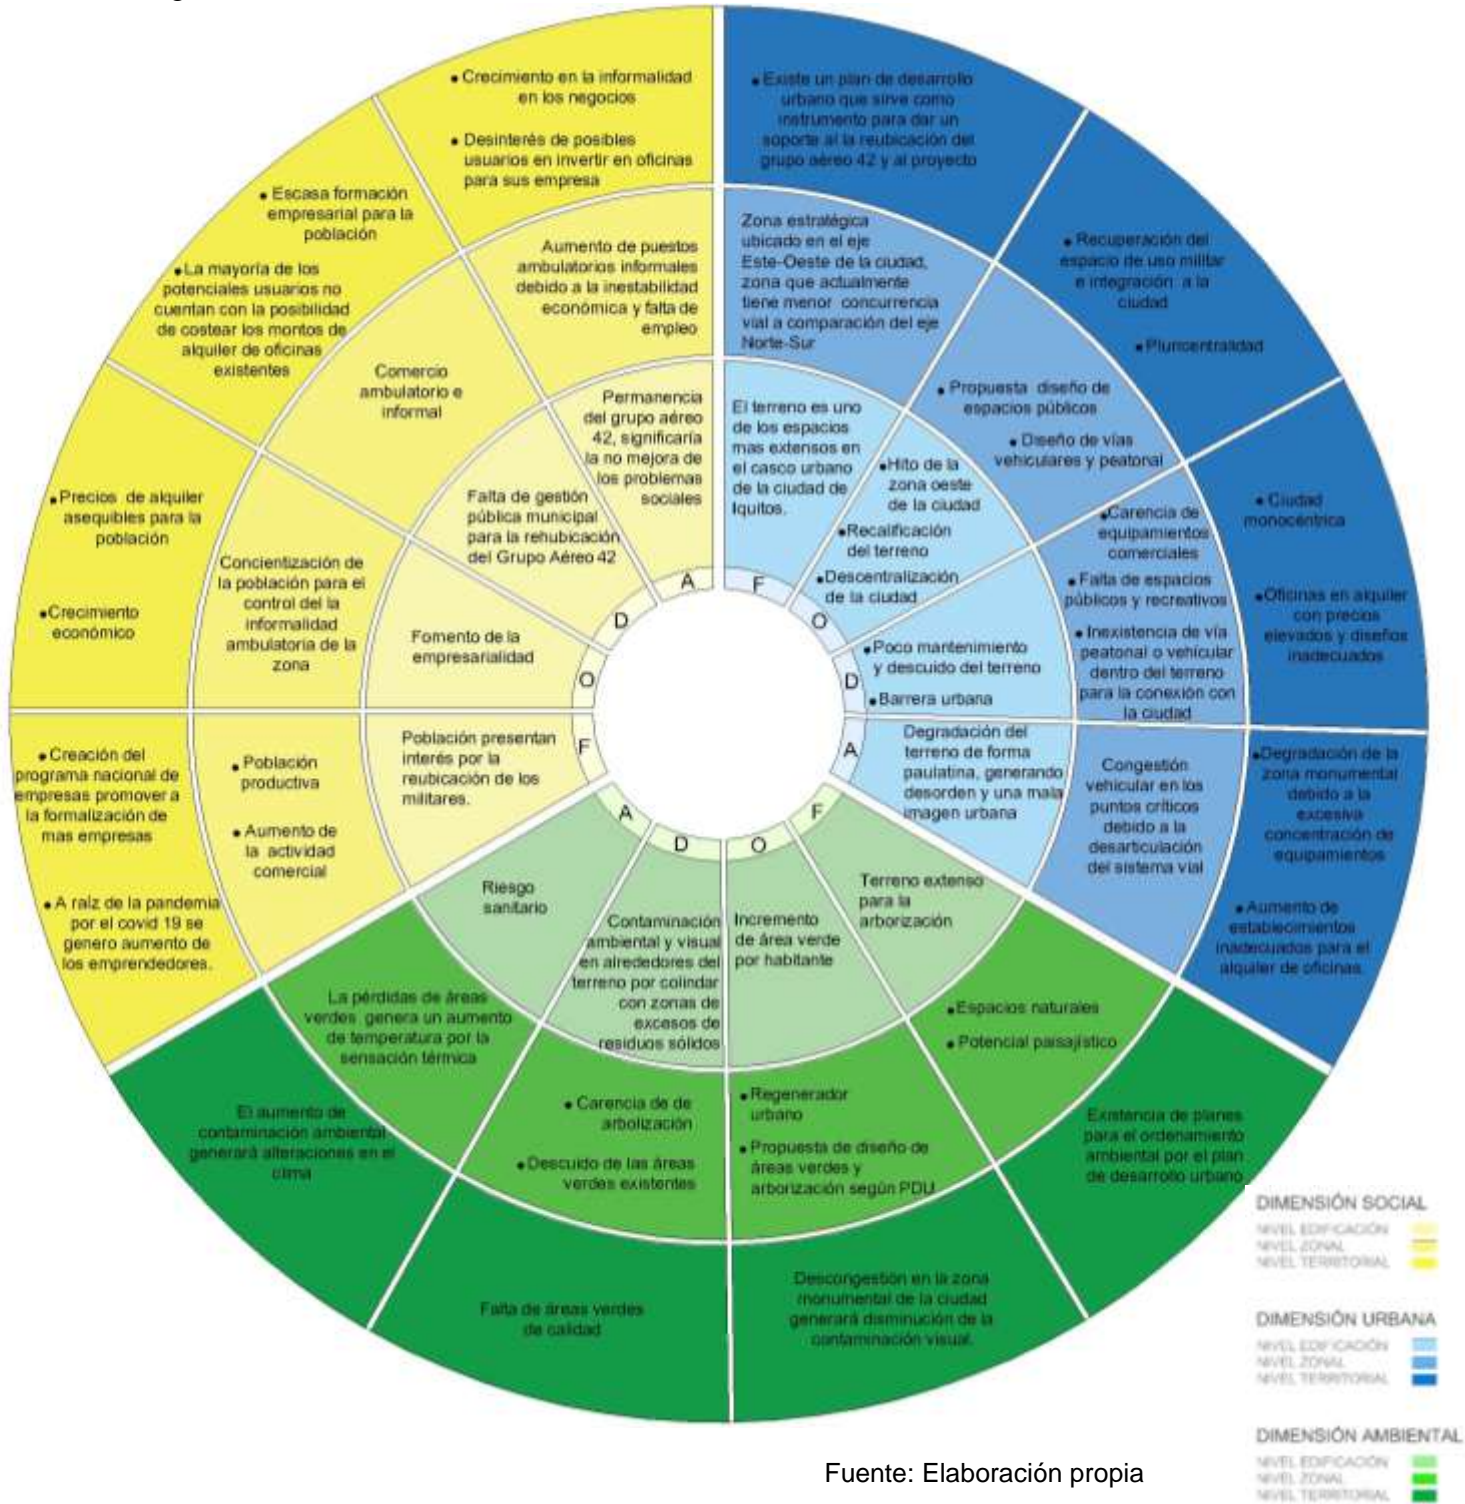 • Crecimiento en la informalidad
en los negocios
• Desinterés de posibles
usuarios en invertir en oficinas
para sus empresa
• Existe un plan de desarrollo
urbano que sirve como
instrumento para dar un
soporte al la reubicación del
grupo aéreo 42 y al proyecto
• Escasa formación
empresarial para la
población
• La mayoría de los
potenciales usuarios no
cuentan con la posibilidad
de costear los montos de
alquiler de oficinas
existentes
Aumento de puestos
ambulatorios informales
debido a la inestabilidad
económica y falta de
empleo
Zona estratégica
ubicado en el eje
Este-Oeste de la ciudad,
zona que actualmente
tiene menor concurrencia
vial a comparación del eje
Norte-Sur
• Recuperación del
espacio de uso militar
e integración a la
ciudad
• Pluricentralidad
Comercio
ambulatorio e
informal
Permanencia
del grupo aéreo
42, significaría
la no mejora de
los problemas
sociales
El terreno es uno
de los espacios
mas extensos en
el casco urbano
de la ciudad de
Iquitos.
• Propuesta diseño de
espacios públicos
• Diseño de vías
vehiculares y peatonal
• Precios de alquiler
asequibles para la
población
• Crecimiento
económico
Concientización de
la población para el
control del la
informalidad
ambulatoria de la
zona
Falta de gestión
pública municipal
para la rehubicación
del Grupo Aéreo 42
• Hito de la
zona oeste
de la ciudad
• Recalificación
del terreno
• Descentralización
de la ciudad
• Carencia de
equipamientos
comerciales
• Falta de espacios
públicos y recreativos
• Inexistencia de vía
peatonal o vehícular
dentro del terreno
para la conexión con
la ciudad
• Ciudad
monocéntrica
• Oficinas en alquiler
con precios
elevados y diseños
inadecuados
Fomento de la
empresarialidad
• Poco mantenimiento
y descuido del terreno
• Barrera urbana
A
F
D
O
O
D
F
A
A
F
D
O
• Creación del
programa nacional de
empresas promover a
la formalización de
mas empresas
• A raíz de la pandemia
por el covid 19 se
genero aumento de
los emprendedores.
• Población
productiva
• Aumento de
la actividad
comercial
Población presentan
interés por la
reubicación de los
militares.
Degradación del
terreno de forma
paulatina, generando
desorden y una mala
imagen urbana
Congestión
vehicular en los
puntos críticos
debido a la
desarticulación
del sistema vial
• Degradación de la
zona monumental
debido a la
excesiva
concentración de
equipamientos
• Aumento de
establecimientos
inadecuados para el
alquiler de oficinas.
Riesgo
sanitario
Contaminación
ambiental y visual
en alrededores del
terreno por colindar
con zonas de
excesos de
residuos sólidos
Incremento
de área verde
por habitante
Terreno extenso
para la
arborización
La pérdidas de áreas
verdes genera un aumento
de temperatura por la
sensación térmica
• Carencia de de
arbolización
• Descuido de las áreas
verdes existentes
• Regenerador
urbano
• Propuesta de diseño de
áreas verdes y
arborización según PDU
• Espacios naturales
• Potencial paisajístico
El aumento de
contaminación ambiental
generará alteraciones en el
clima
Falta de áreas verdes
de calidad
Descongestión en la zona
monumental de la ciudad
generará disminución de la
contaminación visual.
Existencia de planes
para el ordenamiento
ambiental por el plan
de desarrollo urbano
DIMENSIÓN SOCIAL
NIVEL EDIFICACIÓN
NIVEL ZONAL
NIVEL TERRITORIAL
DIMENSIÓN URBANA
NIVEL EDIFICACIÓN
NIVEL ZONAL
NIVEL TERRITORIAL
DIMENSIÓN AMBIENTAL
NIVEL EDIFICACIÓN
NIVEL ZONAL
NIVEL TERRITORIAL
Fuente: Elaboración propia